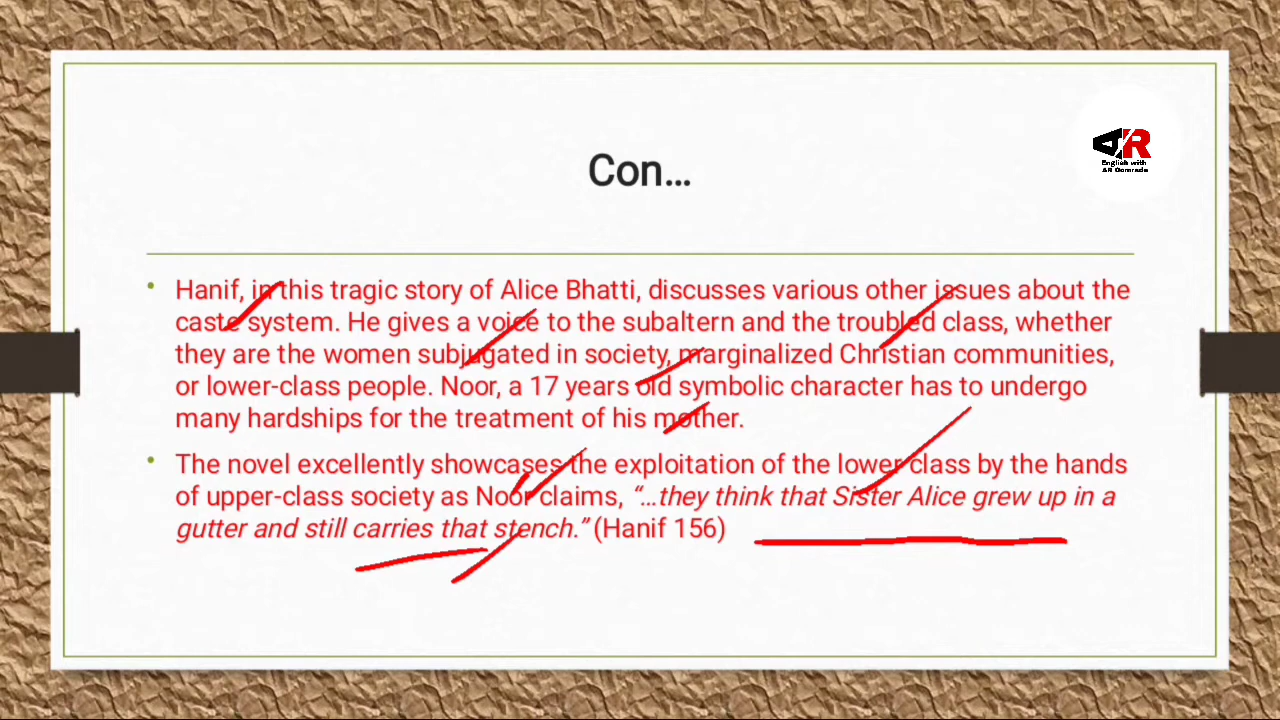 Con...
A/R
English with
AR Comrade
Hanif, in this tragic story of Alice Bhatti, discusses various other issues about the
caste system. He gives a voice to the subaltern and the troubled class, whether
they are the women subjugated in society, marginalized Christian communities,
or lower-class people. Noor, a 17 years old symbolic character has to undergo
many hardships for the treatment of his mother.
The novel excellently showcases the exploitation of the lower class by the hands
of upper-class society as Noor claims, “...they think that Sister Alice grew up in a
gutter and still carries that stench.” (Hanif 156)